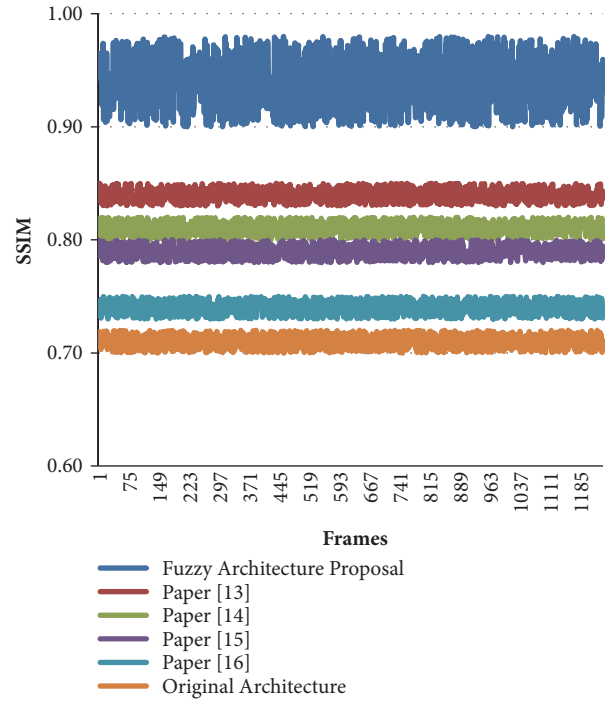 1.00
0.90
0.80
0.70
0.60
SSIM
1 75 149 223 297 371 445 519 593 667 741 815 889 963 1037 1111 1185
Frames
Fuzzy Architecture Proposal
Paper [13]
Paper [14]
Paper [15]
Paper [16]
Original Architecture